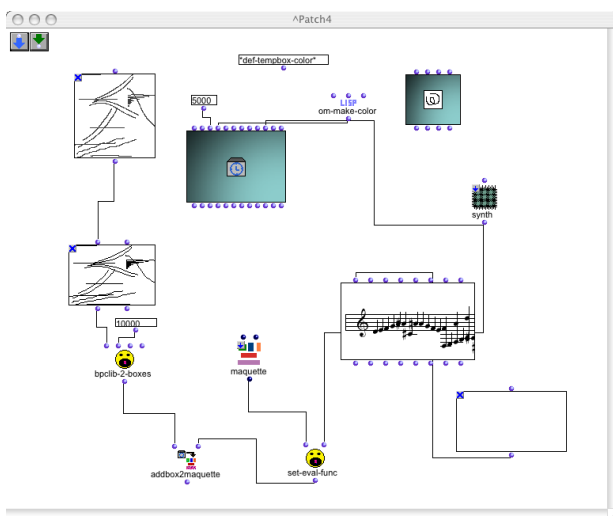 ^Patch4
"def-tempbox-color"
5000
LISP
om-make-color
synth
10000
bpclib-2-boxes
maquette
addbox2maquette
set-eval-func